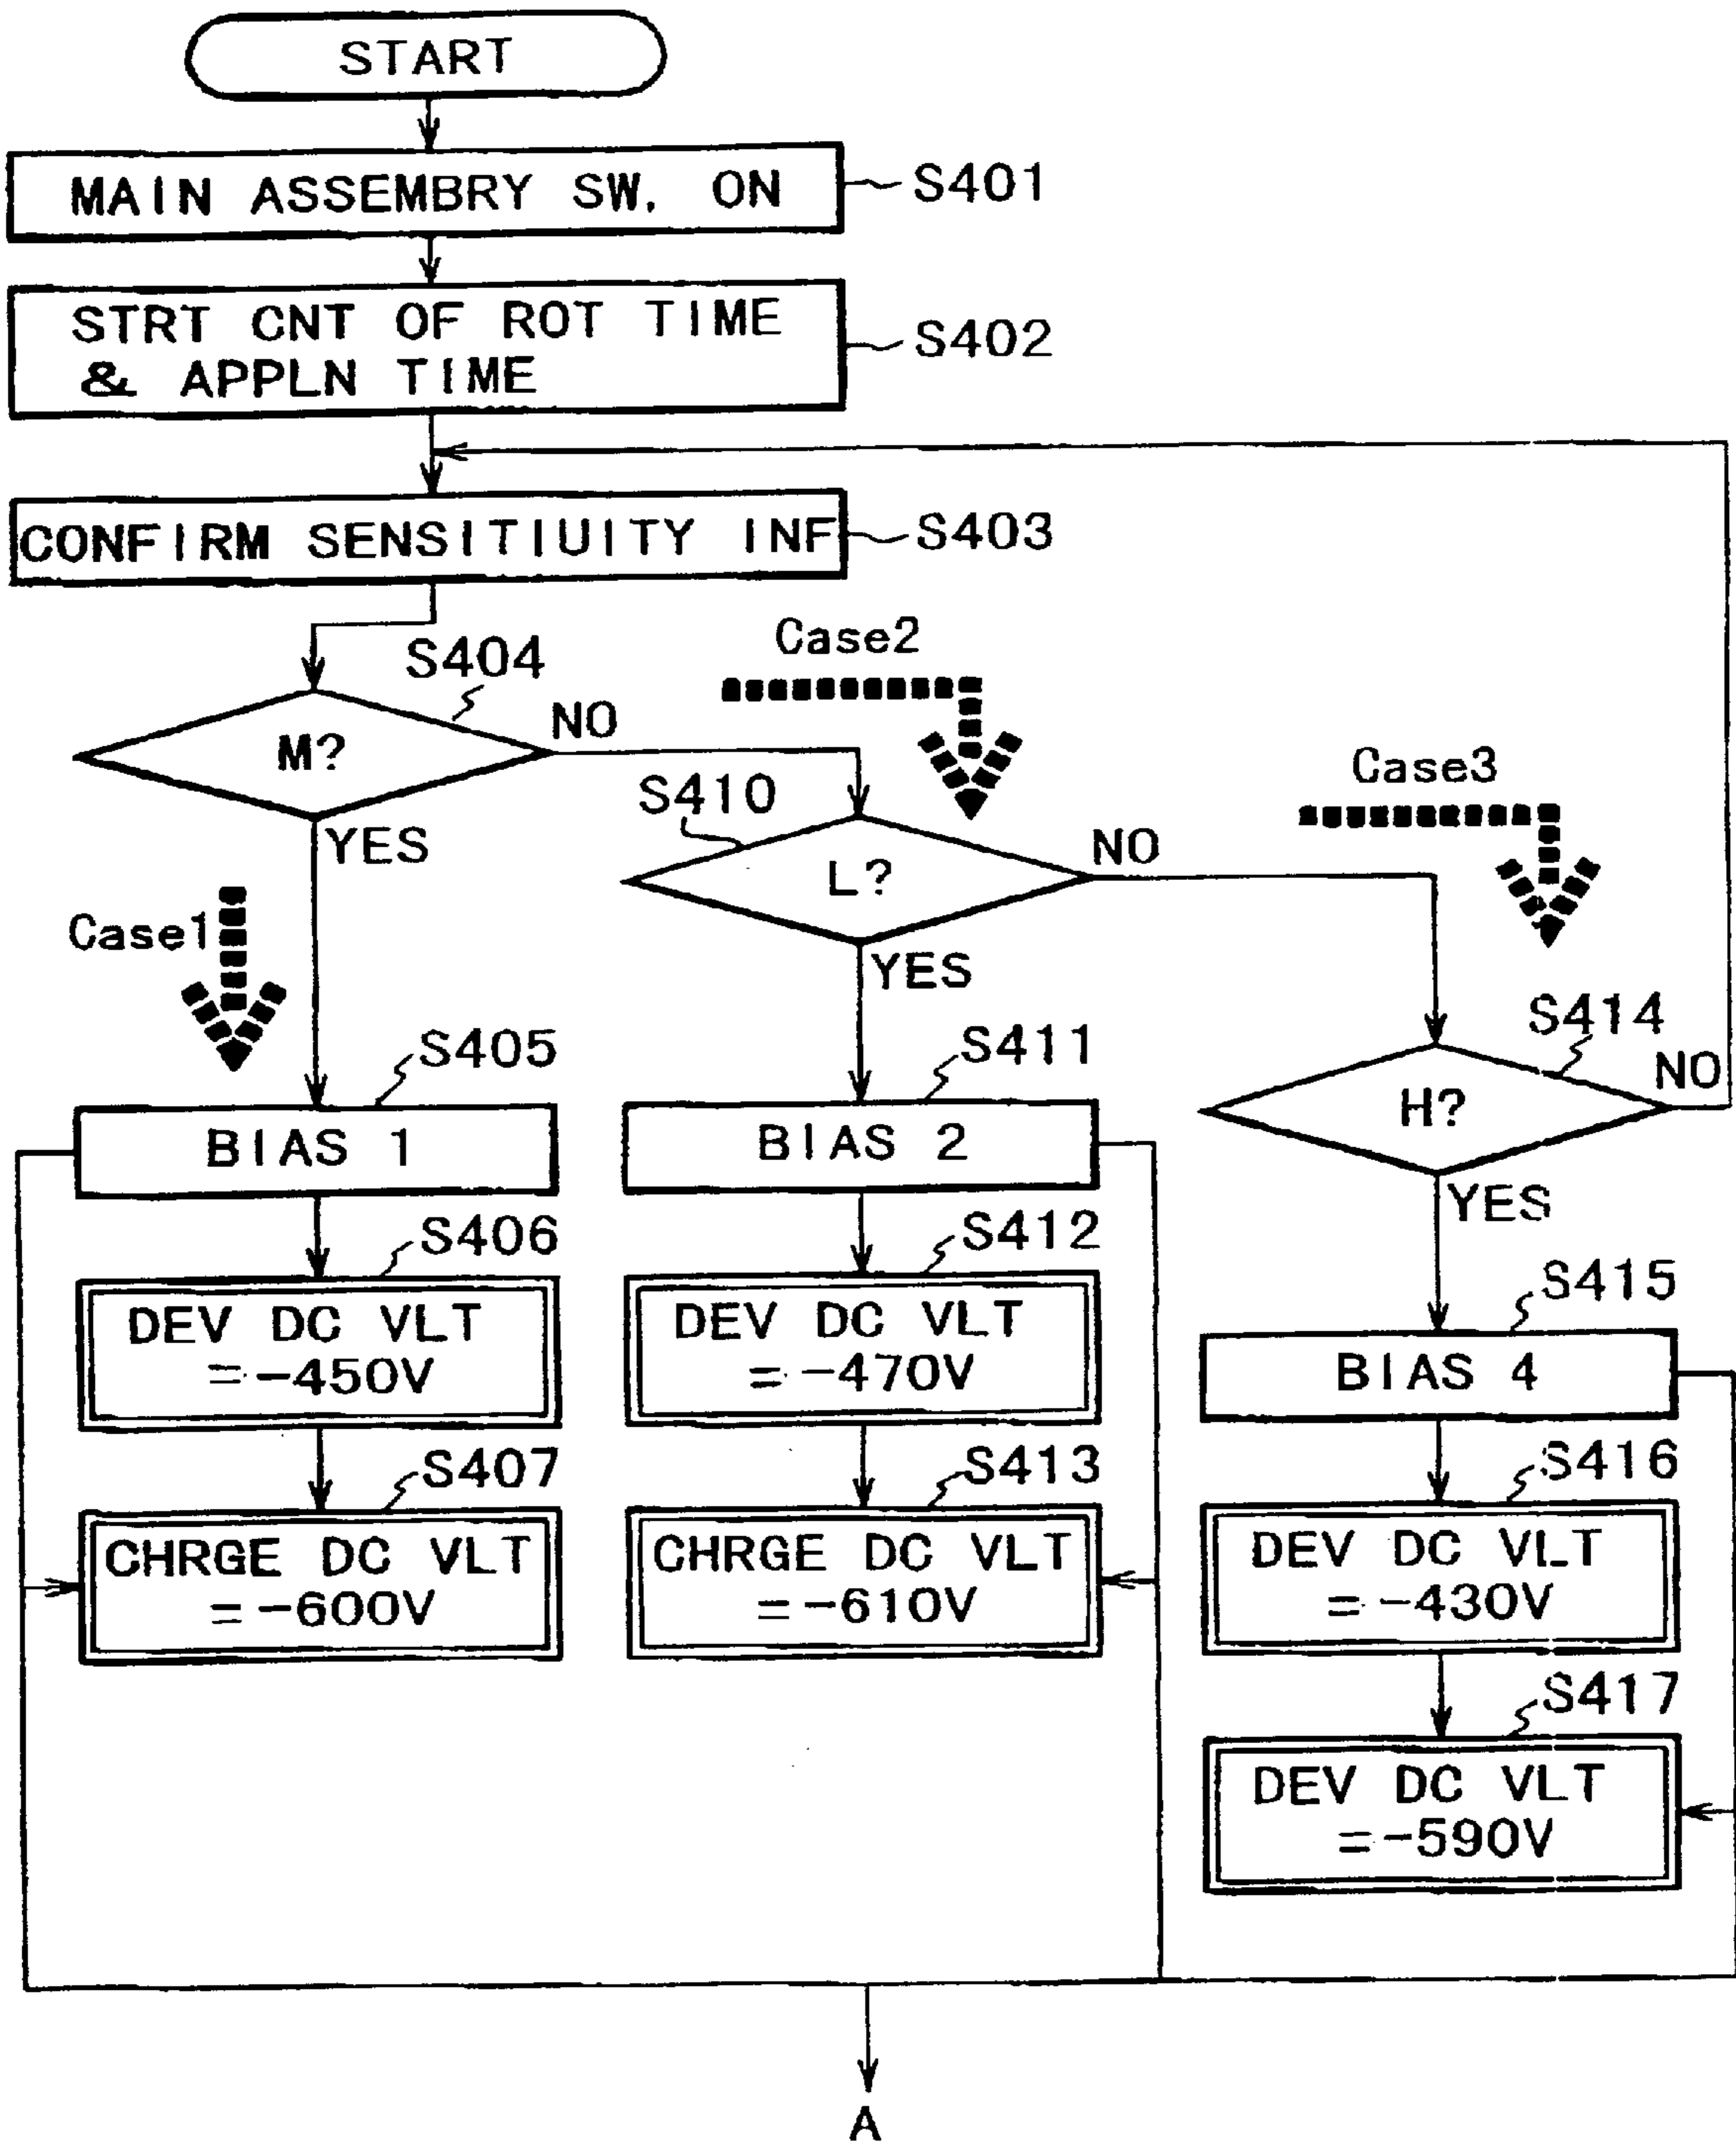 START
MAIN ASSEMBRY SW. ON
S401
STRT CNT OF ROT TIME
& APPLN TIME
S402
CONFIRM SENSITIUITY INF
S403
S404
M?
NO
YES
Case1
Case2
S410
L?
NO
YES
Case3
S414
H?
NO
YES
S405
BIAS 1
S406
DEV DC VLT
=-450V
S407
CHRGE DC VLT
=-600V
S411
BIAS 2
S412
DEV DC VLT
=-470V
S413
CHRGE DC VLT
=-610V
S415
BIAS 4
S416
DEV DC VLT
=-430V
S417
DEV DC VLT
=-590V
A